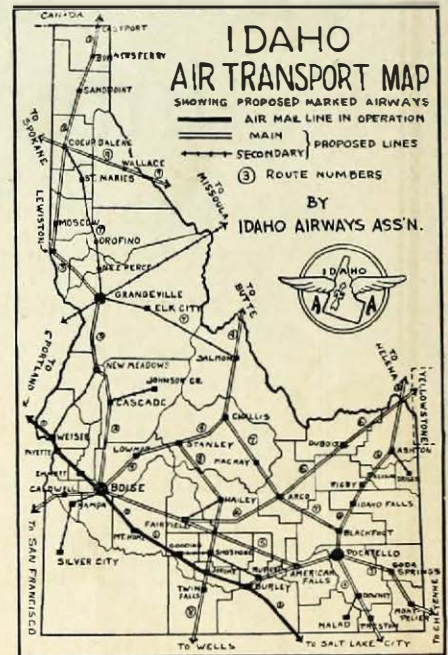 CANADA
EASTPORT
BONNERS FERRY
SANDPOINT
TO SPOKANE
COEUR D'ALENE
WALLACE
ST. MARIES
IDAHO
AIR TRANSPORT MAP
SHOWING PROPOSED MARKED AIRWAYS
AIR MAIL LINE IN OPERATION
MAIN
SECONDARY
PROPOSED LINES
③ ROUTE NUMBERS
BY
IDAHO AIRWAYS ASS'N.
IDAHO
A A
TO MISSOULA
LEWISTON
MOSCOW
OROFINO
NEZPERCE
GRANGEVILLE
ELK CITY
TO BUTTE
TO PORTLAND
SALMON
TO HELENA
(YELLOWSTONE)
NEW MEADOWS
JOHNSON CR.
CASCADE
CHALLIS
WEISER
PAYETTE
LOWMAN
STANLEY
MACKAY
DUBOIS
ASHTON
EMMETT
CALDWELL
BOISE
NAMPA
HAILEY
ARCO
RIGBY
DRIGGS
IDAHO FALLS
FAIRFIELD
BLACKFOOT
MT. HOME
SILVER CITY
GOODING
SHOSHONE
POCATELLO
SODA SPRINGS
JEROME
RUPERT
AMERICAN FALLS
TWIN FALLS
BURLEY
DOWNEY
MONTPELIER
MALAD
PRESTON
TO SAN FRANCISCO
TO WELLS
TO SALT LAKE CITY
TO CHEYENNE